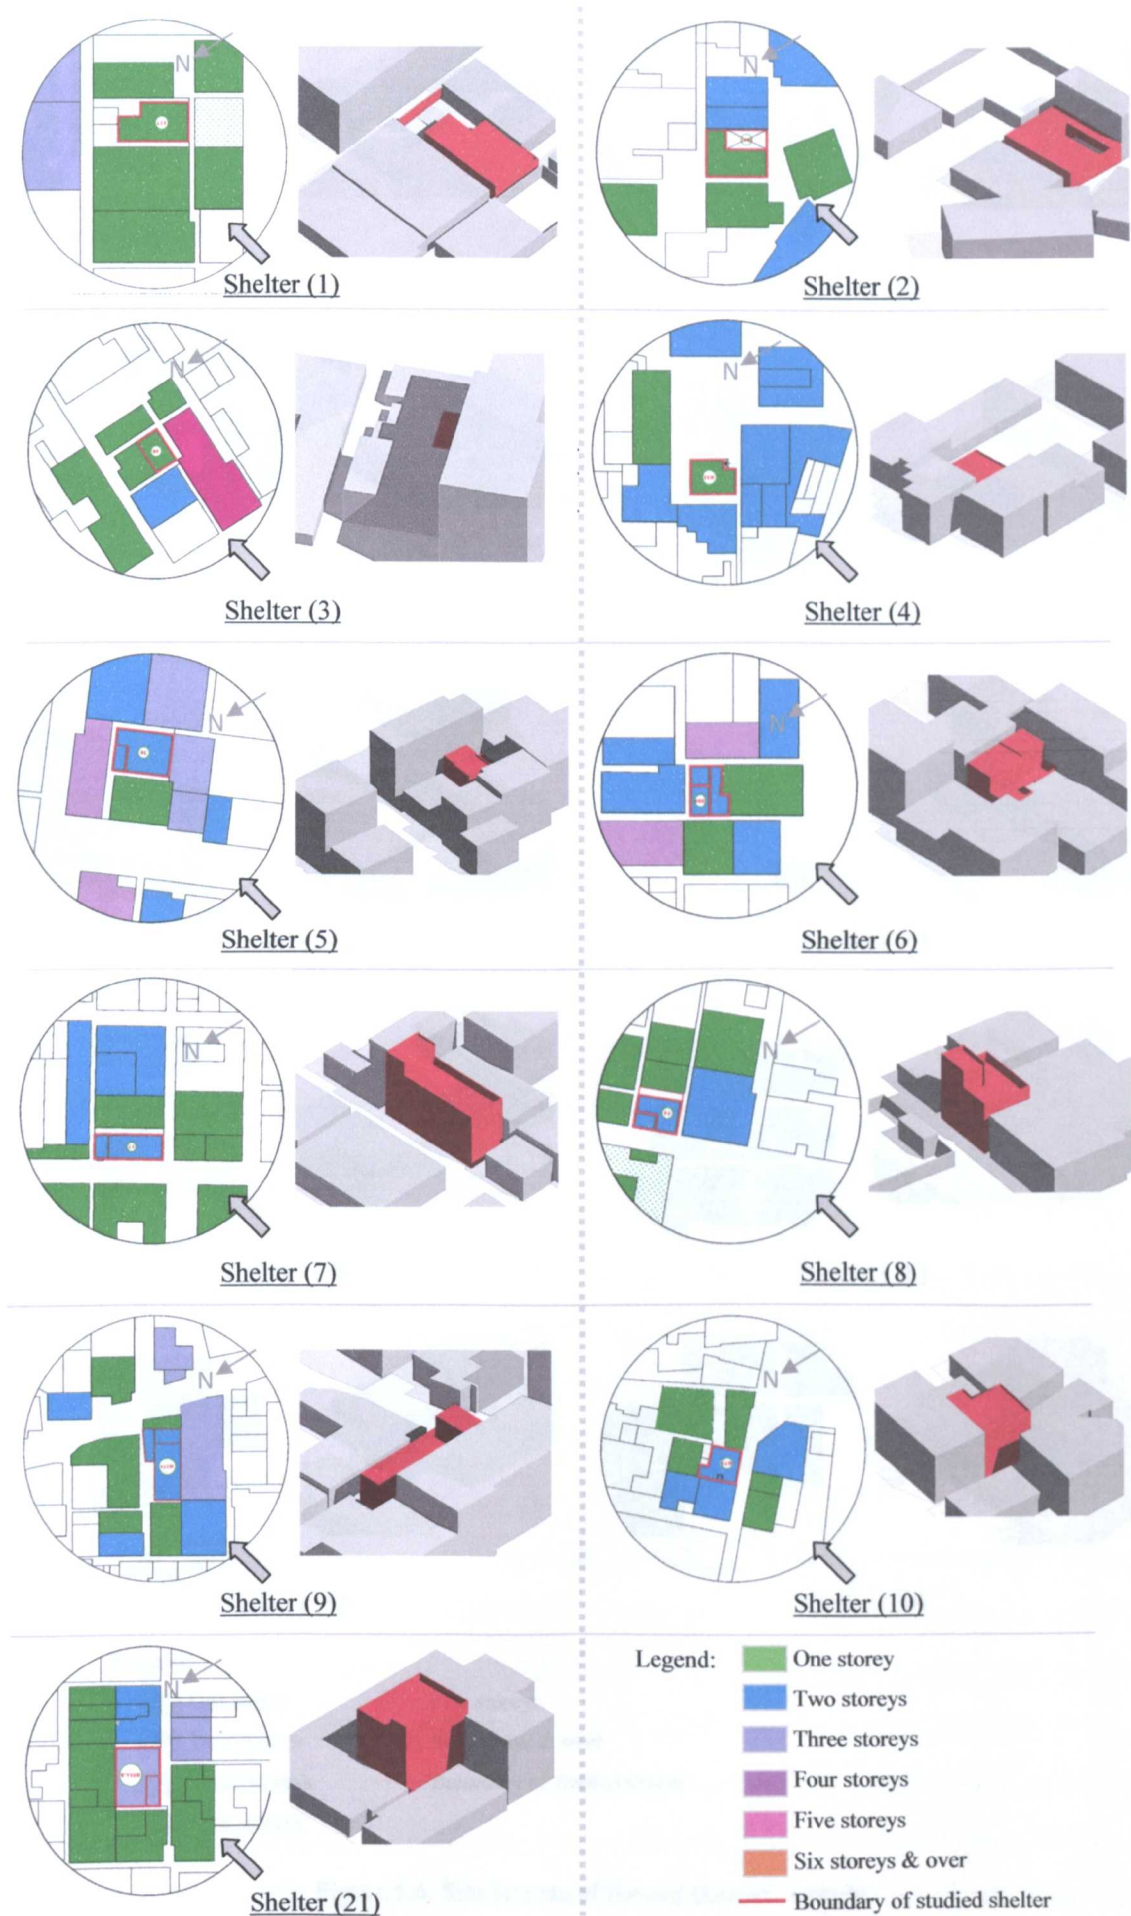 N
N
Shelter (1)
Shelter (2)
N
N
Shelter (3)
Shelter (4)
N
N
Shelter (5)
Shelter (6)
N
N
Shelter (7)
Shelter (8)
N
N
Shelter (9)
Shelter (10)
N
Shelter (21)
Legend:
One storey
Two storeys
Three storeys
Four storeys
Five storeys
Six storeys & over
Boundary of studied shelter